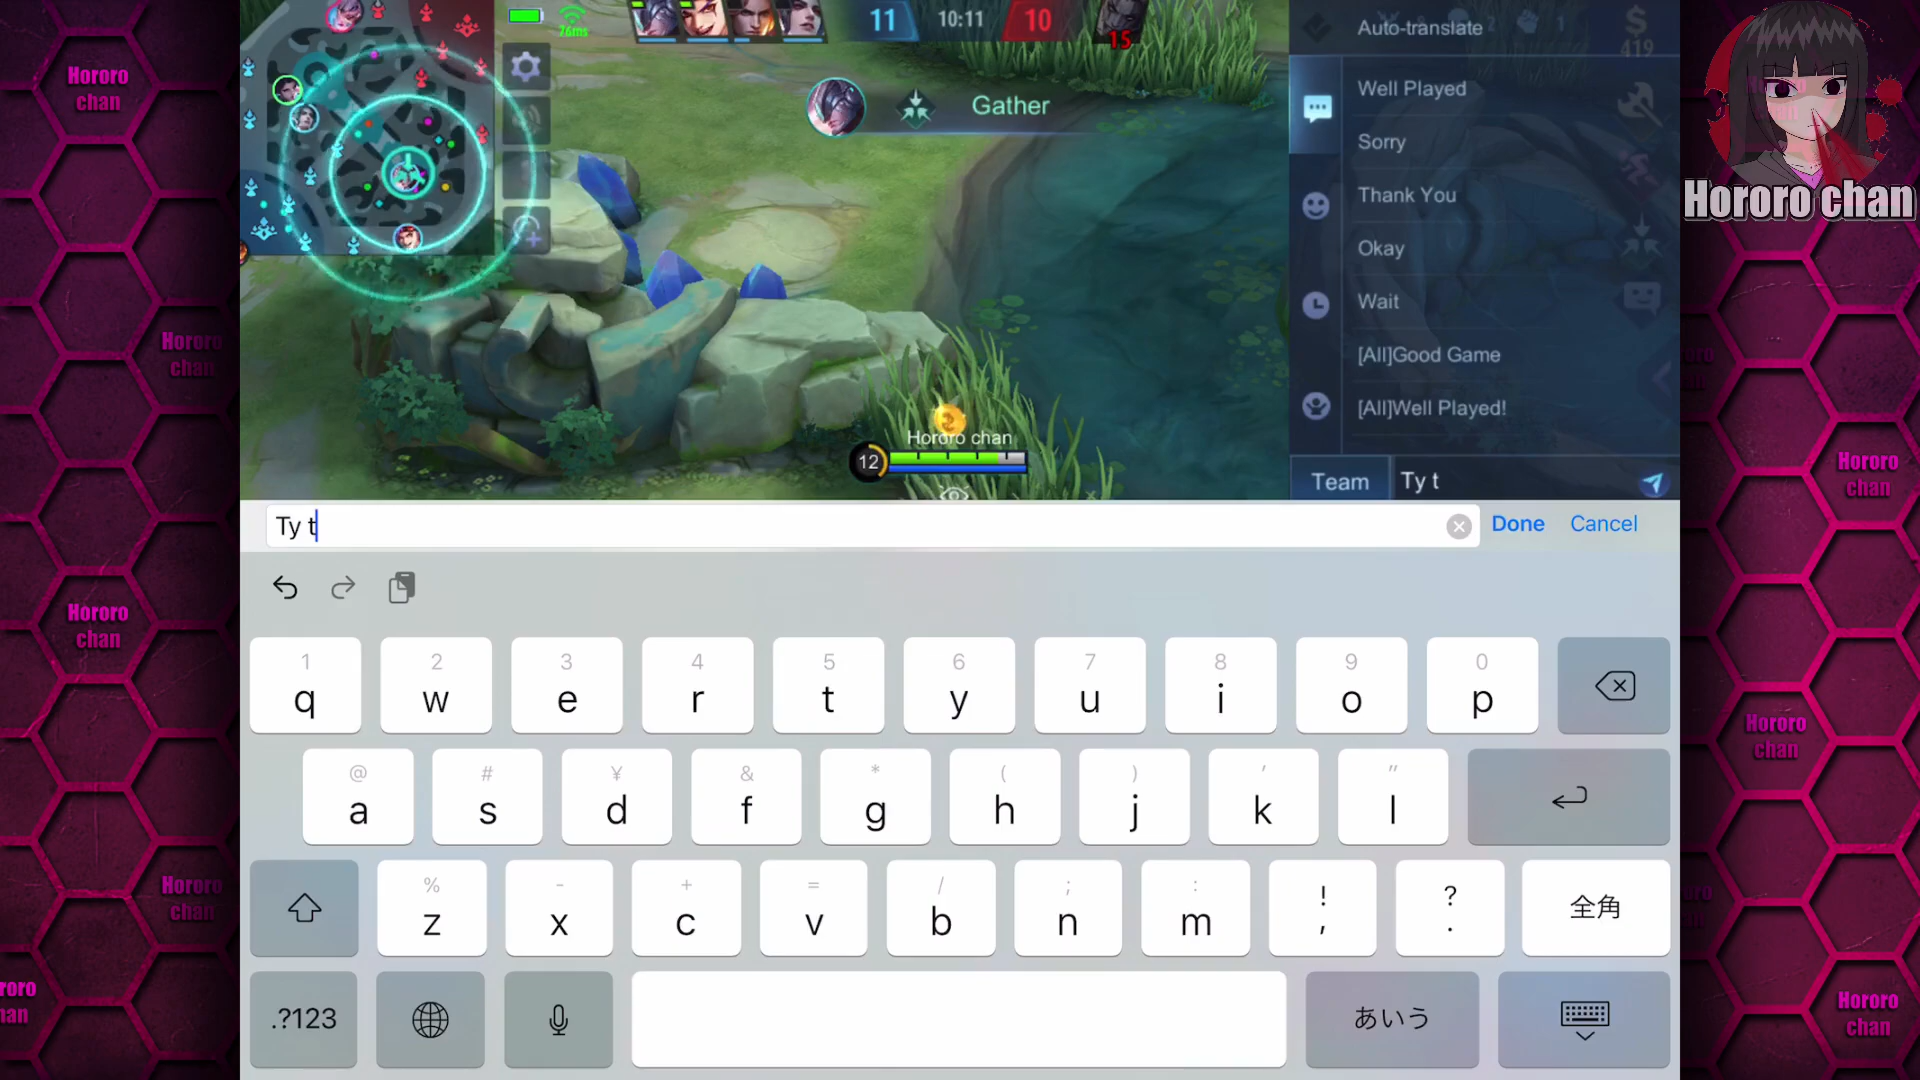 76ms
11
10:11
10
15
Gather
Auto-translate
419
Well Played
Sorry
Thank You
Okay
Wait
[All]Good Game
[All]Well Played!
Team
Ty t
Hororo chan
12
Ty t
Done
Cancel
1 2 3 4 5 6 7 8 9 0
q w e r t y u i o p
@ # ¥ & * ( ) ' "
a s d f g h j k l
% - + = / ; : ! ?
z x c v b n m , . 全角
.?123
あいう
Hororo chan
Hororo
chan
Hororo
chan
Hororo
chan
Hororo
chan
Hororo
chan
Hororo
chan
Hororo
chan